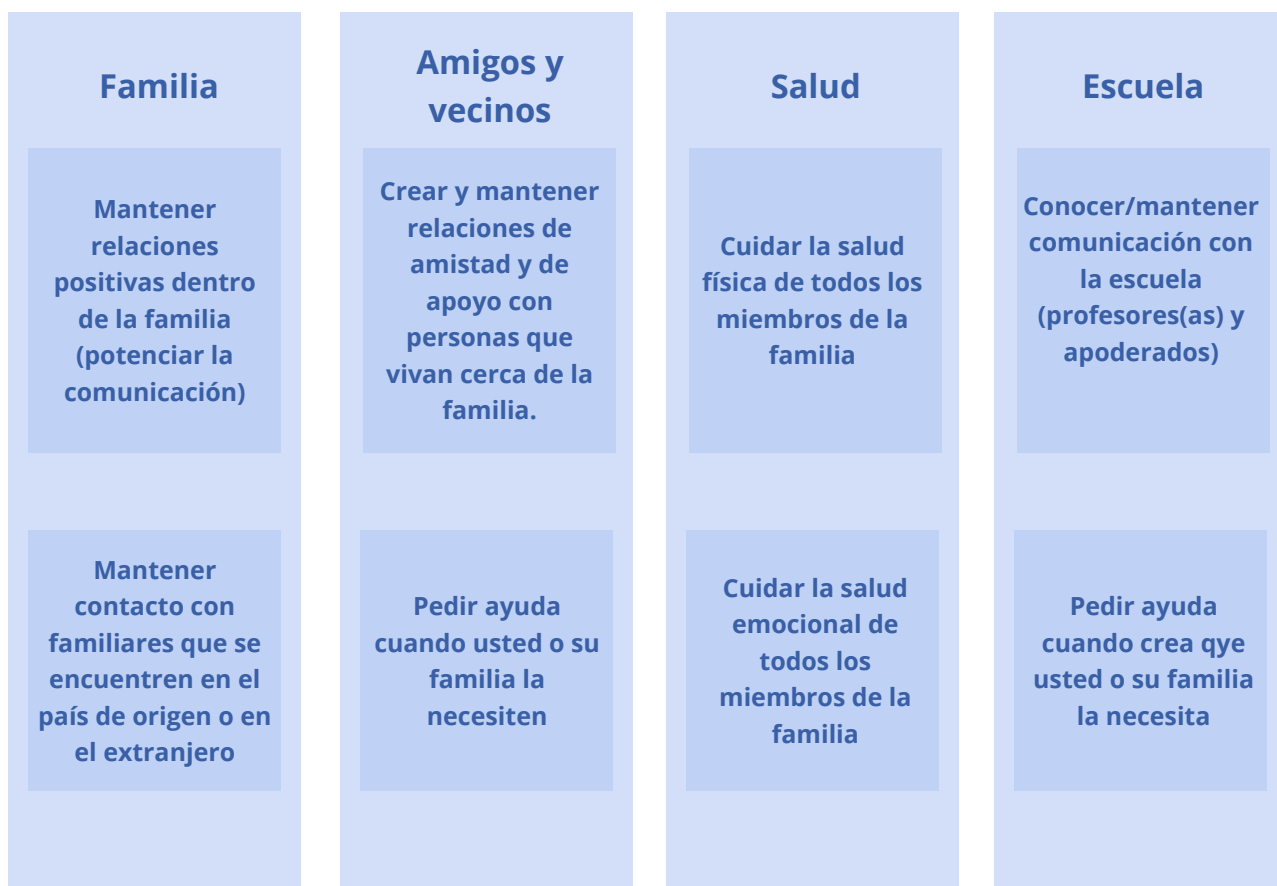 Familia
Mantener
relaciones
positivas dentro
de la familia
(potenciar la
comunicación)
Mantener
contacto con
familiares que se
encuentren en el
país de origen o en
el extranjero
Amigos y
vecinos
Crear y mantener
relaciones de
amistad y de
apoyo con
personas que
vivan cerca de la
familia.
Pedir ayuda
cuando usted o su
familia la
necesiten
Salud
Cuidar la salud
física de todos los
miembros de la
familia
Cuidar la salud
emocional de
todos los
miembros de la
familia
Escuela
Conocer/mantener
comunicación con
la escuela
(profesores(as) y
apoderados)
Pedir ayuda
cuando crea qye
usted o su familia
la necesita